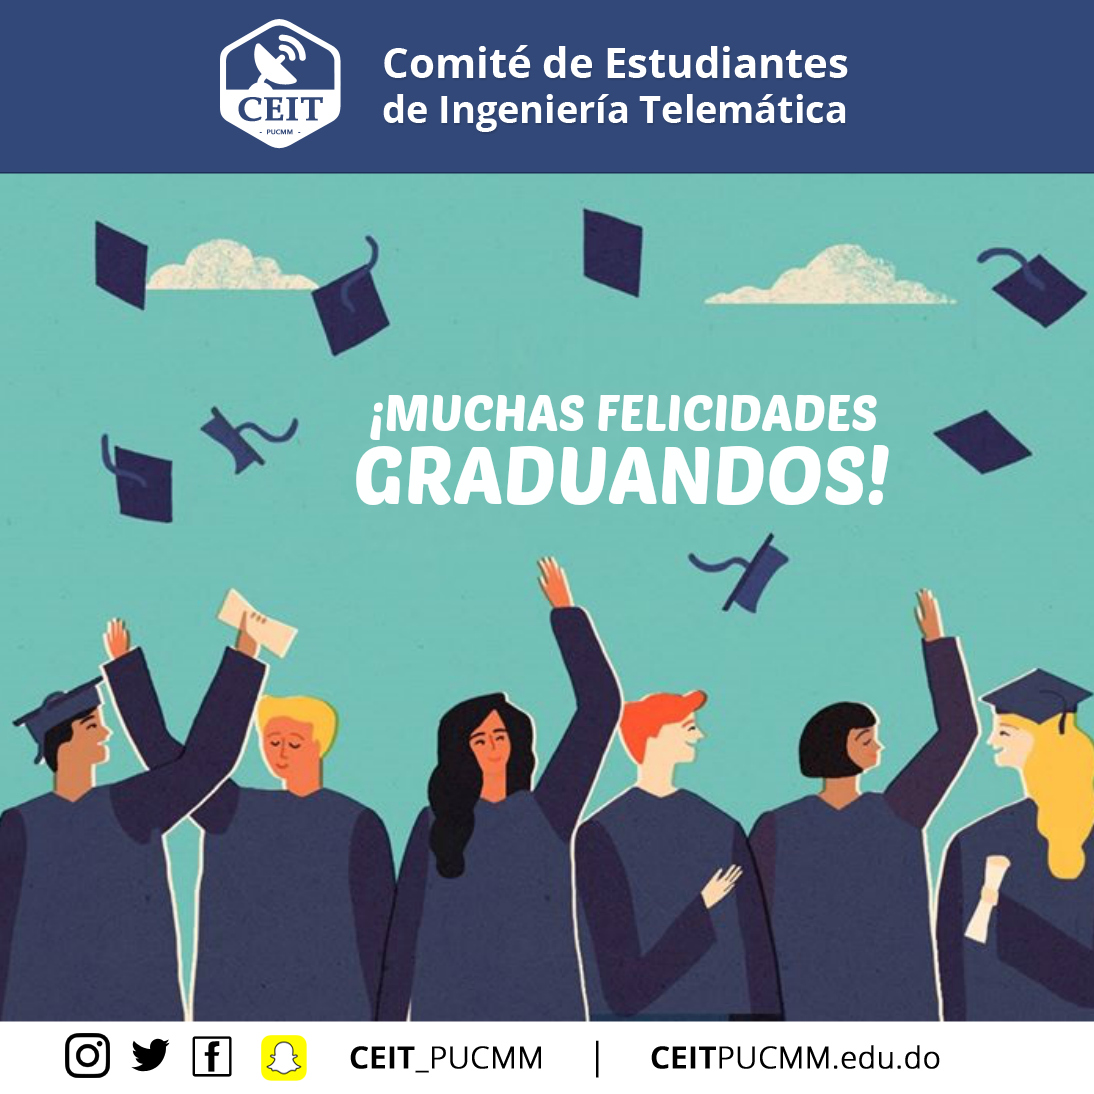 CEIT
- PUCMM -
Comité de Estudiantes
de Ingeniería Telemática
¡MUCHAS FELICIDADES
GRADUANDOS!
CEIT_PUCMM | CEITPUCMM.edu.do